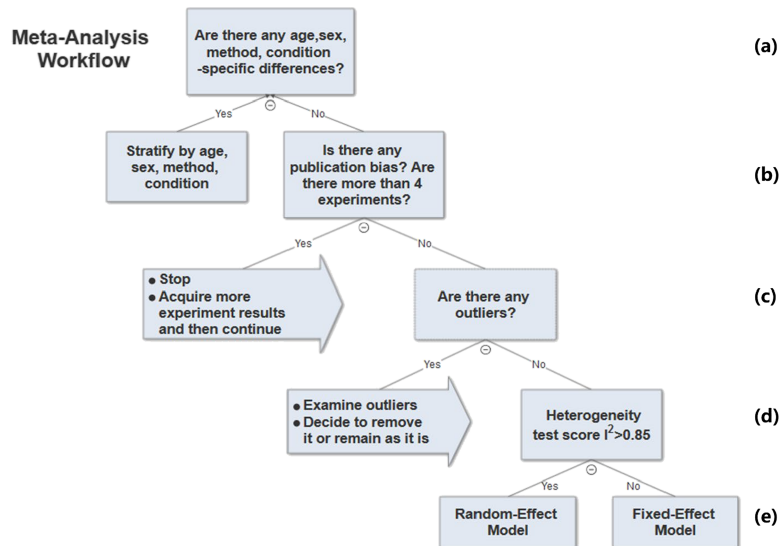 Meta-Analysis
Workflow
Are there any age,sex,
method, condition
-specific differences?
(a)
Yes
No
Stratify by age,
sex, method,
condition
Is there any
publication bias? Are
there more than 4
experiments?
(b)
Yes
No
• Stop
• Acquire more
experiment results
and then continue
Are there any
outliers?
(c)
Yes
No
• Examine outliers
• Decide to remove
it or remain as it is
Heterogeneity
test score I²>0.85
(d)
Yes
No
Random-Effect
Model
Fixed-Effect
Model
(e)